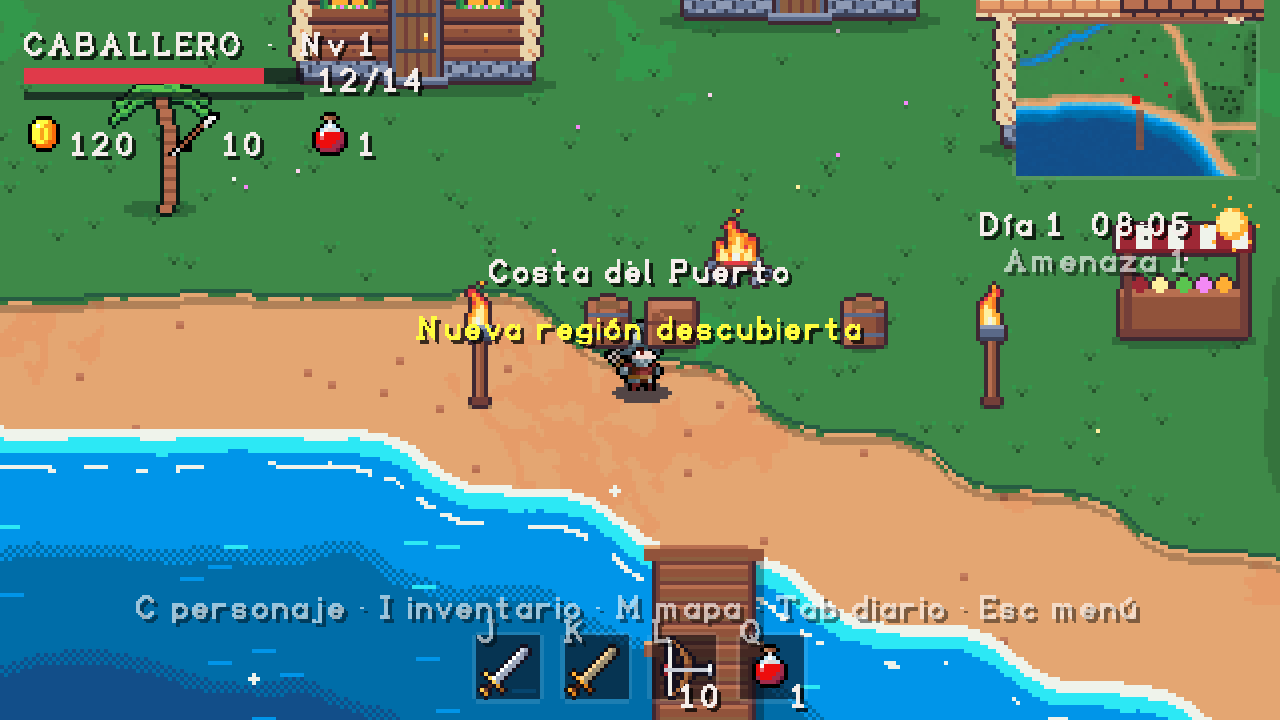 CABALLERO · Nv 1
12/14
120 10 1
Día 1 08:05
Amenaza 1
Costa del Puerto
Nueva región descubierta
C personaje · I inventario · M mapa · Tab diario · Esc menú
J K L Q
10 1